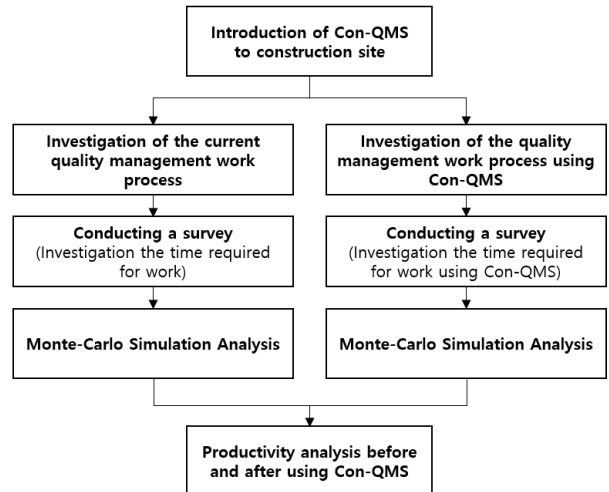 Introduction of Con-QMS
to construction site
Investigation of the current
quality management work
process
Investigation of the quality
management work process using
Con-QMS
Conducting a survey
(Investigation the time required
for work)
Conducting a survey
(Investigation the time required
for work using Con-QMS)
Monte-Carlo Simulation Analysis
Monte-Carlo Simulation Analysis
Productivity analysis before
and after using Con-QMS